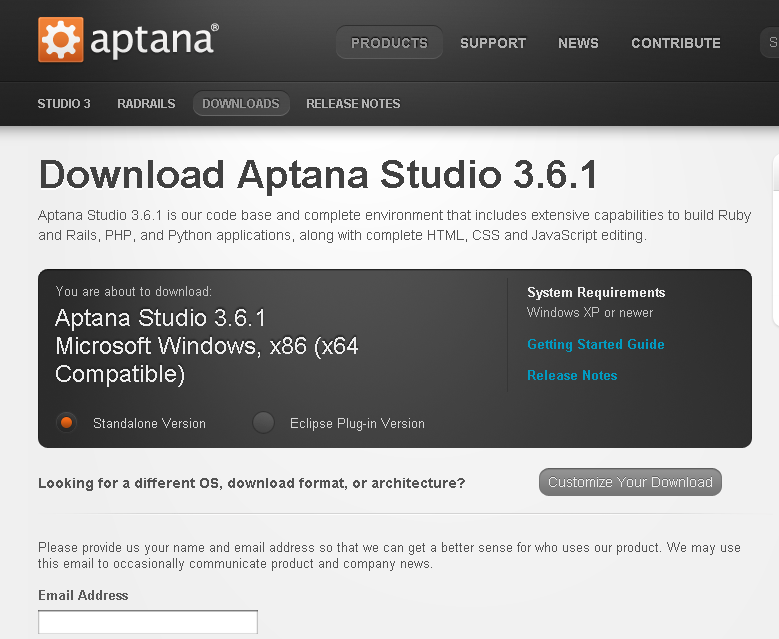 aptana®
PRODUCTS SUPPORT NEWS CONTRIBUTE S
STUDIO 3 RADRAILS DOWNLOADS RELEASE NOTES
Download Aptana Studio 3.6.1
Aptana Studio 3.6.1 is our code base and complete environment that includes extensive capabilities to build Ruby
and Rails, PHP, and Python applications, along with complete HTML, CSS and JavaScript editing.
You are about to download:
Aptana Studio 3.6.1
Microsoft Windows, x86 (x64
Compatible)
Standalone Version Eclipse Plug-in Version
System Requirements
Windows XP or newer
Getting Started Guide
Release Notes
Looking for a different OS, download format, or architecture? Customize Your Download
Please provide us your name and email address so that we can get a better sense for who uses our product. We may use
this email to occasionally communicate product and company news.
Email Address